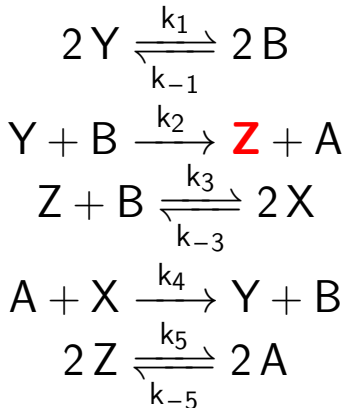 2 Y ⇌ 2 B k₁ k₋₁
Y + B ⟶ Z + A k₂
Z + B ⇌ 2 X k₃ k₋₃
A + X ⟶ Y + B k₄
2 Z ⇌ 2 A k₅ k₋₅